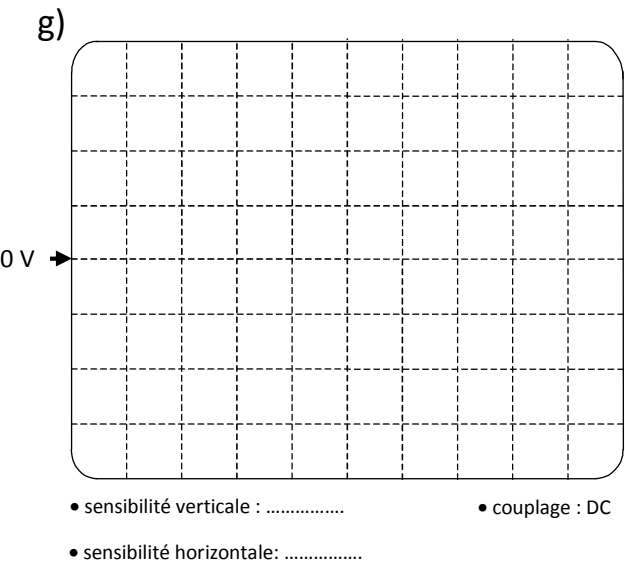 g)
0 V
• sensibilité verticale : ................ • couplage : DC
• sensibilité horizontale: ................